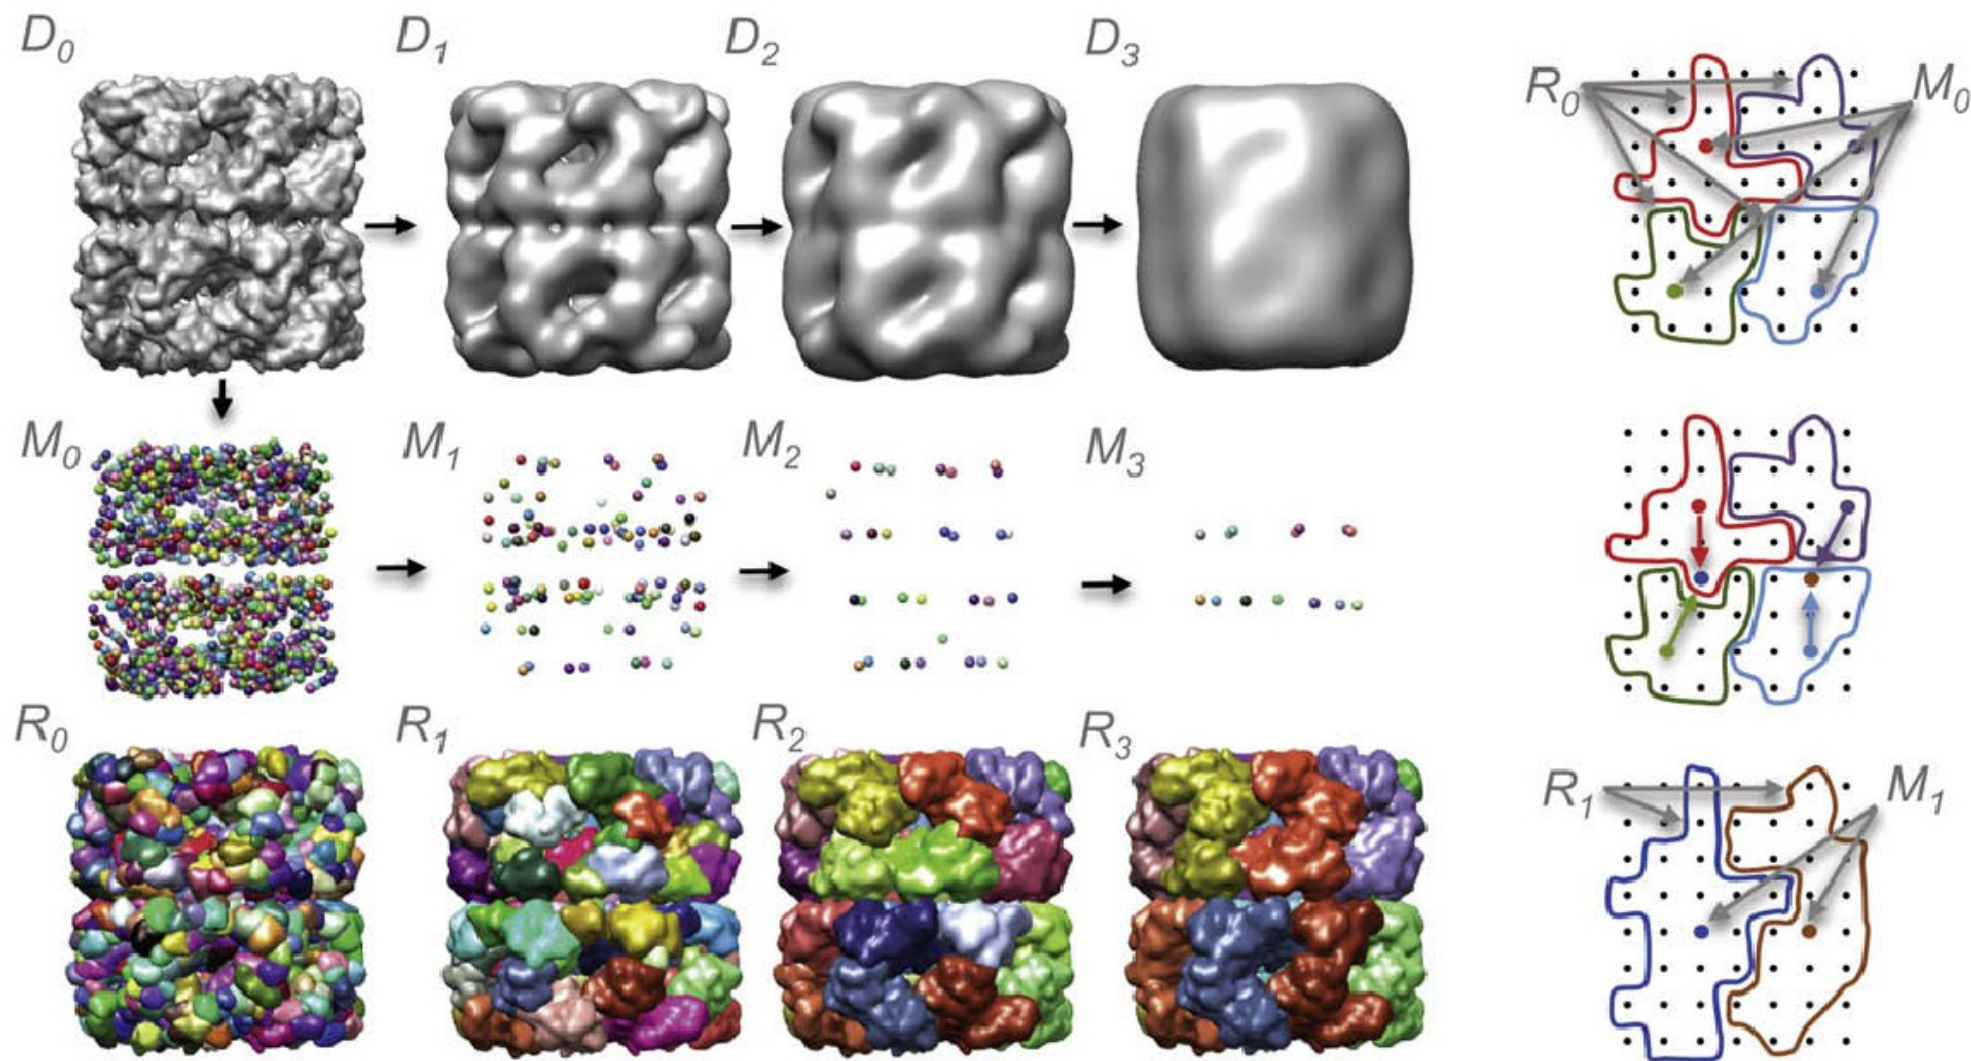 D₀ D₁ D₂ D₃
R₀ M₀
M₀ M₁ M₂ M₃
R₀ R₁ R₂ R₃
R₁ M₁